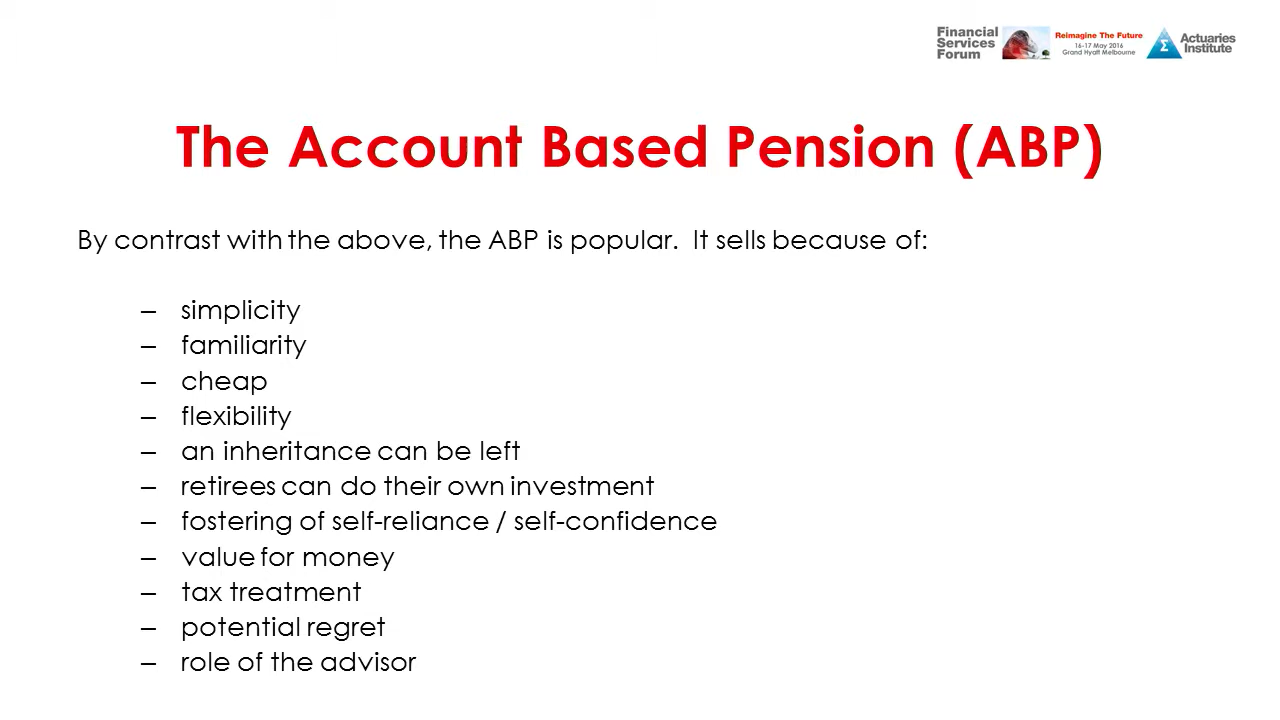 Financial
Services
Forum
Reimagine The Future
16-17 May 2016
Grand Hyatt Melbourne
Σ
Actuaries
Institute
The Account Based Pension (ABP)
By contrast with the above, the ABP is popular. It sells because of:
– simplicity
– familiarity
– cheap
– flexibility
– an inheritance can be left
– retirees can do their own investment
– fostering of self-reliance / self-confidence
– value for money
– tax treatment
– potential regret
– role of the advisor